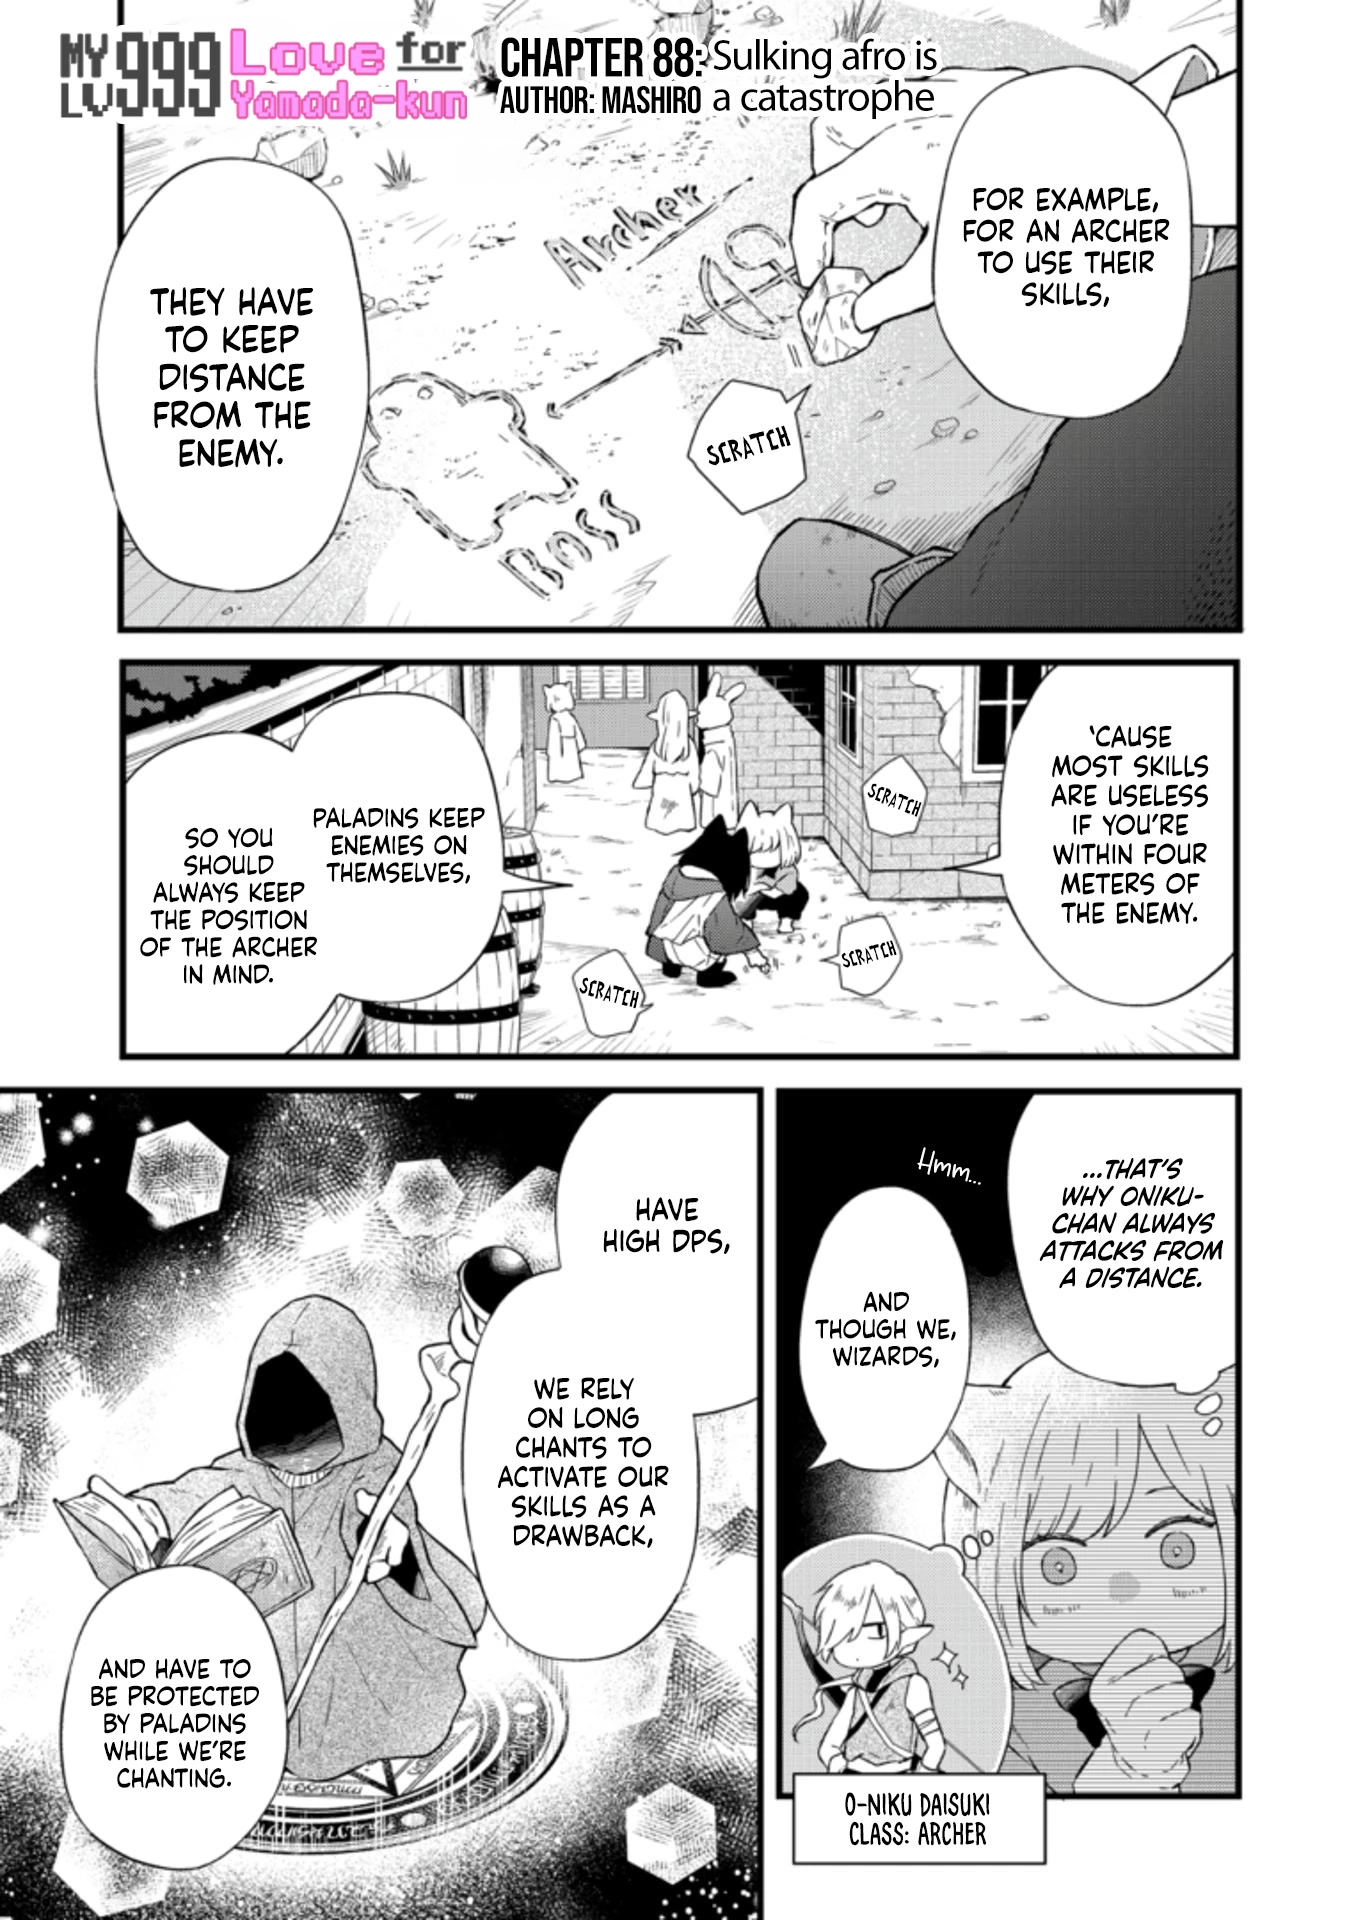 MY LV999 Love for Yamada-kun
CHAPTER 88: Sulking afro is
AUTHOR: MASHIRO a catastrophe
FOR EXAMPLE,
FOR AN ARCHER
TO USE THEIR
SKILLS,
Archer
BOSS
SCRATCH
THEY HAVE
TO KEEP
DISTANCE
FROM THE
ENEMY.
'CAUSE
MOST SKILLS
ARE USELESS
IF YOU'RE
WITHIN FOUR
METERS OF
THE ENEMY.
SCRATCH
SCRATCH
SCRATCH
PALADINS KEEP
ENEMIES ON
THEMSELVES,
SO YOU
SHOULD
ALWAYS KEEP
THE POSITION
OF THE ARCHER
IN MIND.
...THAT'S
WHY ONIKU-
CHAN ALWAYS
ATTACKS FROM
A DISTANCE.
Hmm...
AND
THOUGH WE,
WIZARDS,
O-NIKU DAISUKI
CLASS: ARCHER
HAVE
HIGH DPS,
WE RELY
ON LONG
CHANTS TO
ACTIVATE OUR
SKILLS AS A
DRAWBACK,
AND HAVE TO
BE PROTECTED
BY PALADINS
WHILE WE'RE
CHANTING.